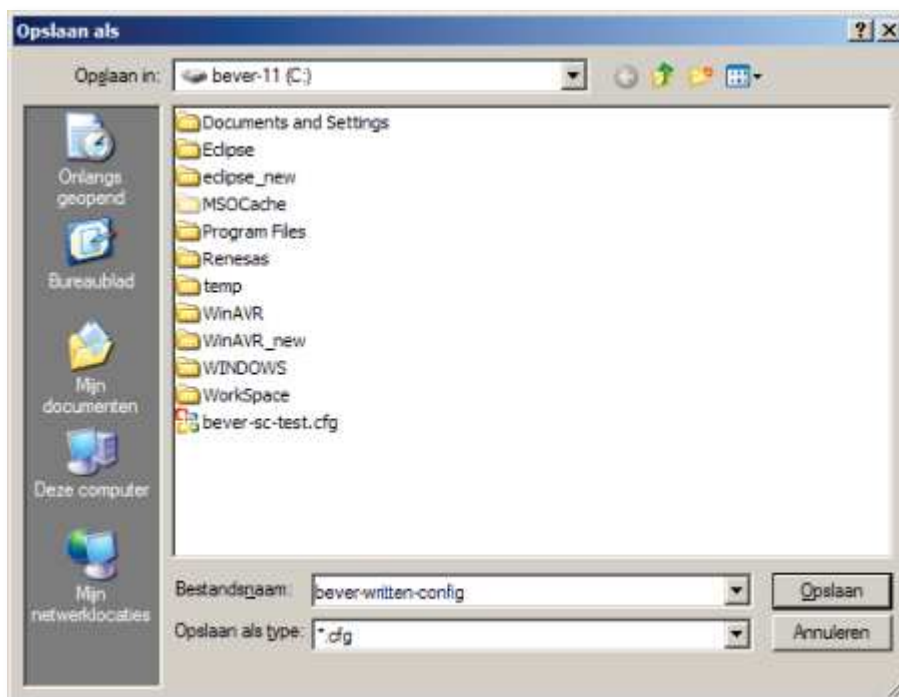 Opslaan als
Opslaan in:
bever-11 (C:)
Onlangs
geopend
Bureaublad
Mijn
documenten
Deze computer
Mijn
netwerklocaties
Documents and Settings
Eclipse
eclipse_new
MSOCache
Program Files
Renesas
temp
WinAVR
WinAVR_new
WINDOWS
WorkSpace
bever-sc-test.cfg
Bestandsnaam:
bever-written-config
Opslaan
Opslaan als type:
*.cfg
Annuleren